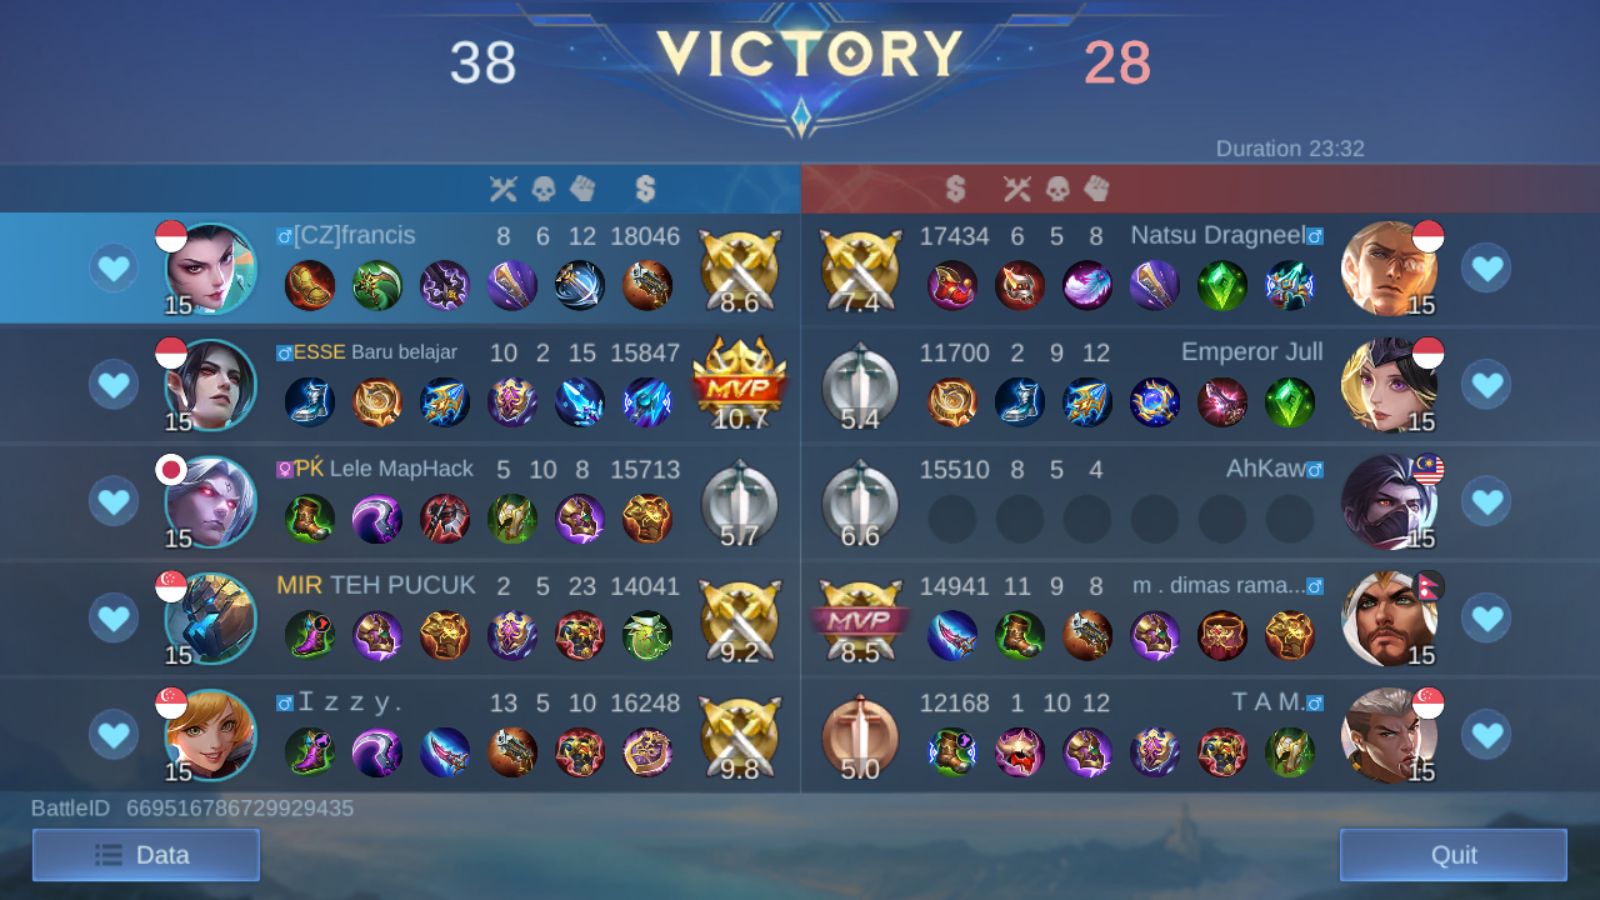 38 VICTORY 28
Duration 23:32
[CZ]francis 8 6 12 18046
15 8.6
17434 6 5 8 Natsu Dragneel
7.4 15
ESSE Baru belajar 10 2 15 15847
15 MVP 10.7
11700 2 9 12 Emperor Jull
5.4 15
PḰ Lele MapHack 5 10 8 15713
15 5.7
15510 8 5 4 AhKaw
6.6 15
MIR TEH PUCUK 2 5 23 14041
15 9.2
14941 11 9 8 m . dimas rama...
MVP 8.5 15
I z z y . 13 5 10 16248
15 9.8
12168 1 10 12 T A M.
5.0 15
BattleID 669516786729929435
Data
Quit